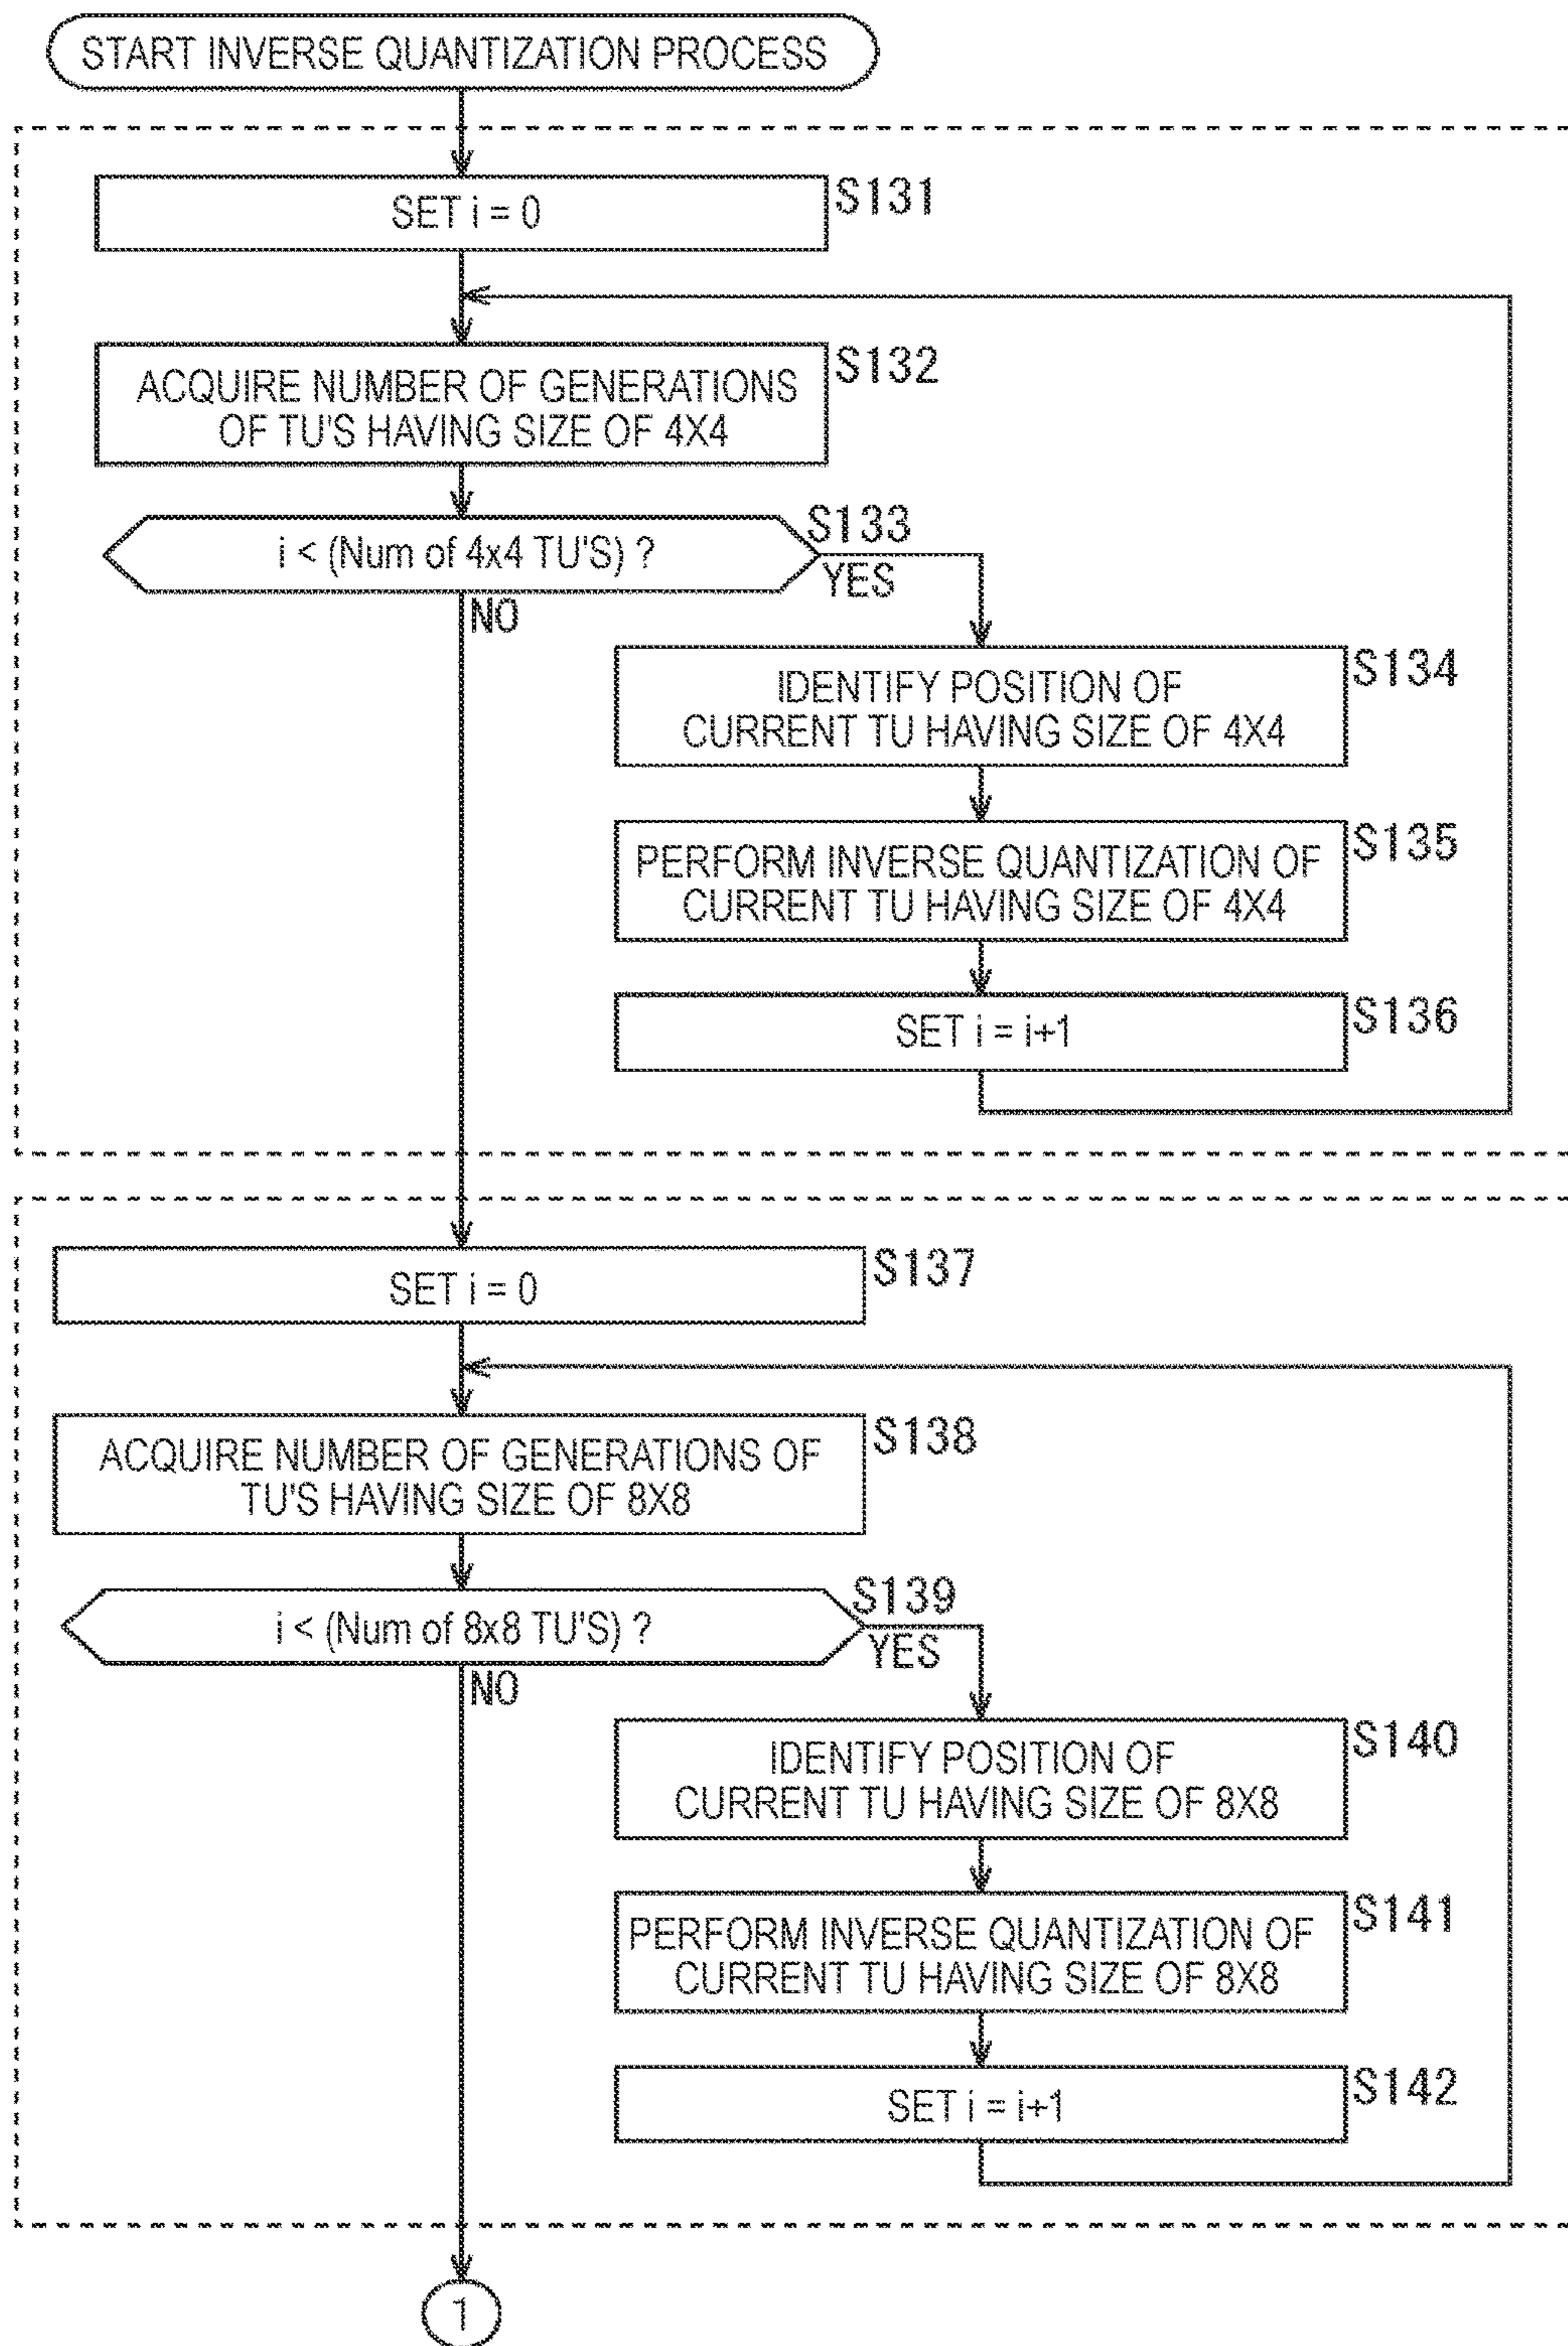 START INVERSE QUANTIZATION PROCESS
SET i = 0
S131
ACQUIRE NUMBER OF GENERATIONS
OF TU'S HAVING SIZE OF 4X4
S132
i < (Num of 4x4 TU'S) ?
S133
YES
NO
IDENTIFY POSITION OF
CURRENT TU HAVING SIZE OF 4X4
S134
PERFORM INVERSE QUANTIZATION OF
CURRENT TU HAVING SIZE OF 4X4
S135
SET i = i+1
S136
SET i = 0
S137
ACQUIRE NUMBER OF GENERATIONS OF
TU'S HAVING SIZE OF 8X8
S138
i < (Num of 8x8 TU'S) ?
S139
YES
NO
IDENTIFY POSITION OF
CURRENT TU HAVING SIZE OF 8X8
S140
PERFORM INVERSE QUANTIZATION OF
CURRENT TU HAVING SIZE OF 8X8
S141
SET i = i+1
S142
1